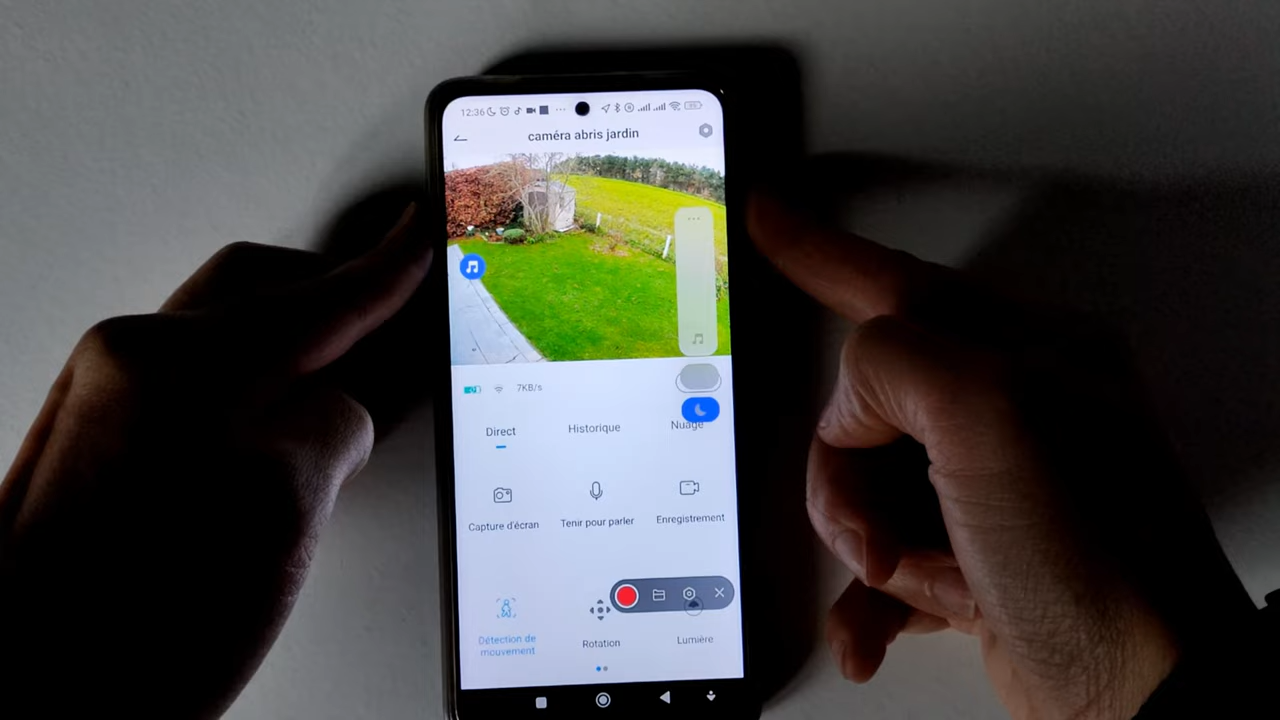 12:36
caméra abris jardin
7KB/s
Direct Historique Nuage
Capture d'écran Tenir pour parler Enregistrement
Détection de
mouvement
Rotation Lumière